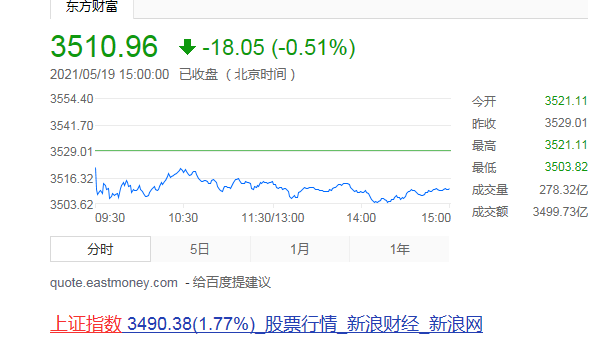 东方财富
3510.96 -18.05 (-0.51%)
2021/05/19 15:00:00 已收盘 （北京时间）
3554.40
3541.70
3529.01
3516.32
3503.62
09:30 10:30 11:30/13:00 14:00 15:00
今开 3521.11
昨收 3529.01
最高 3521.11
最低 3503.82
成交量 278.32亿
成交额 3499.73亿
分时 5日 1月 1年
quote.eastmoney.com - 给百度提建议
上证指数 3490.38(1.77%)_股票行情_新浪财经_新浪网